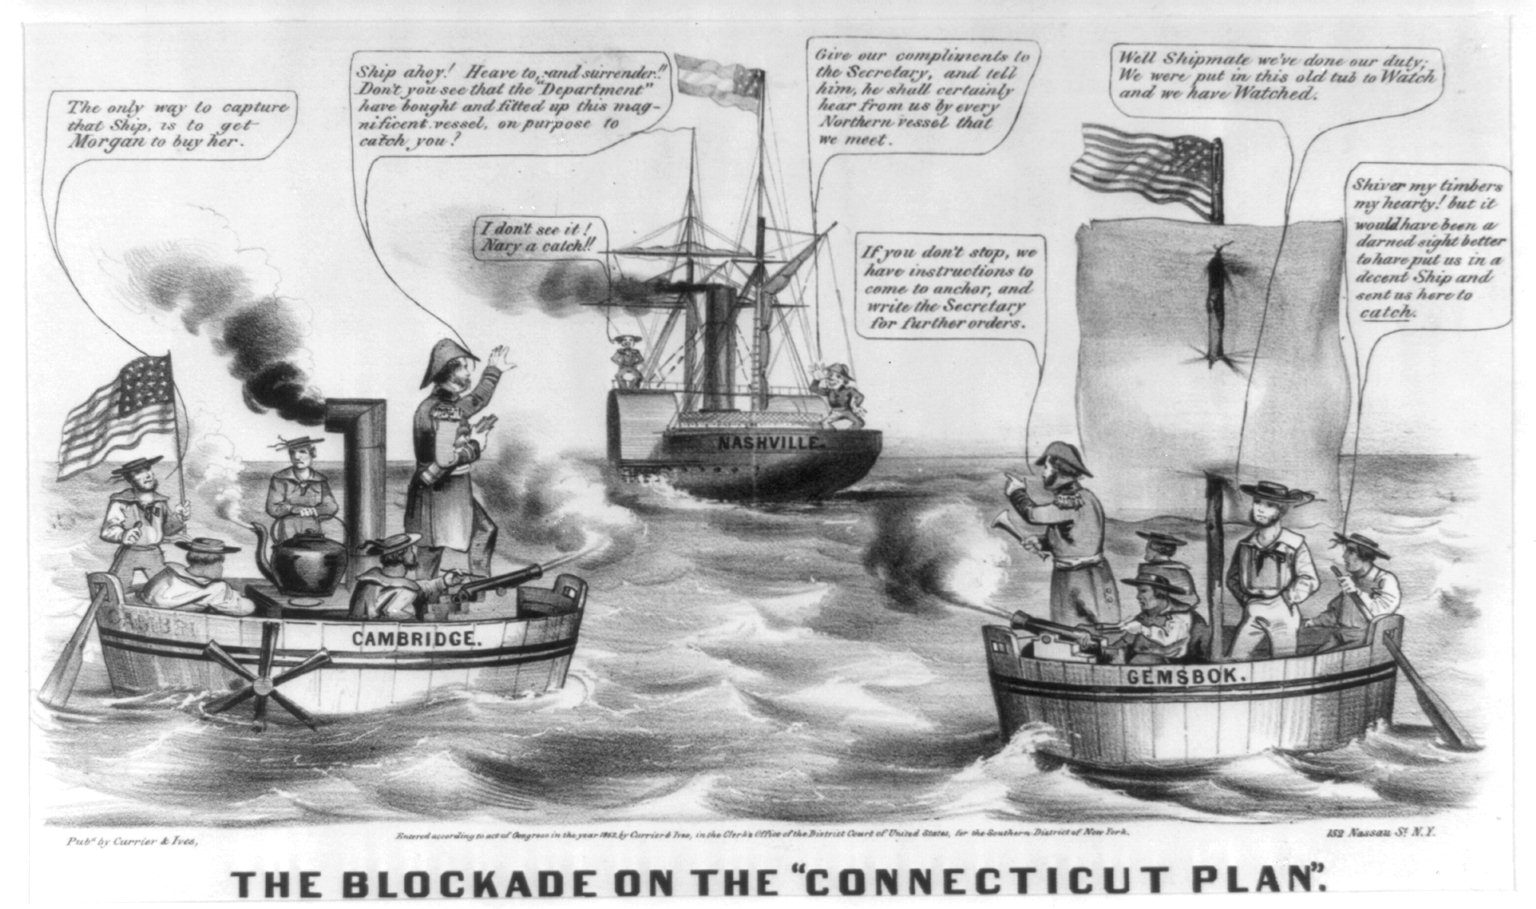 The only way to capture
that Ship, is to get
Morgan to buy her.
Ship ahoy! Heave to, and surrender!!
Don't you see that the "Department"
have bought and fitted up this mag-
nificent vessel, on purpose to
catch you?
I don't see it!
Nary a catch!!
Give our compliments to
the Secretary, and tell
him, he shall certainly
hear from us by every
Northern vessel that
we meet.
If you don't stop, we
have instructions to
come to anchor, and
write the Secretary
for further orders.
Well Shipmate we've done our duty;
We were put in this old tub to Watch
and we have Watched.
Shiver my timbers
my hearty! but it
would have been a
darned sight better
to have put us in a
decent Ship and
sent us here to
catch.
NASHVILLE.
CAMBRIDGE.
GEMSBOK.
Pubd by Currier & Ives,
Entered according to act of Congress in the year 1862, by Currier & Ives, in the Clerk's Office of the District Court of United States, for the Southern District of New York.
152 Nassau St. N.Y.
THE BLOCKADE ON THE "CONNECTICUT PLAN".